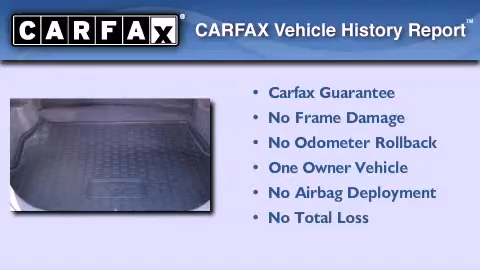 CARFAX®
CARFAX Vehicle History Report™
• Carfax Guarantee
• No Frame Damage
• No Odometer Rollback
• One Owner Vehicle
• No Airbag Deployment
• No Total Loss